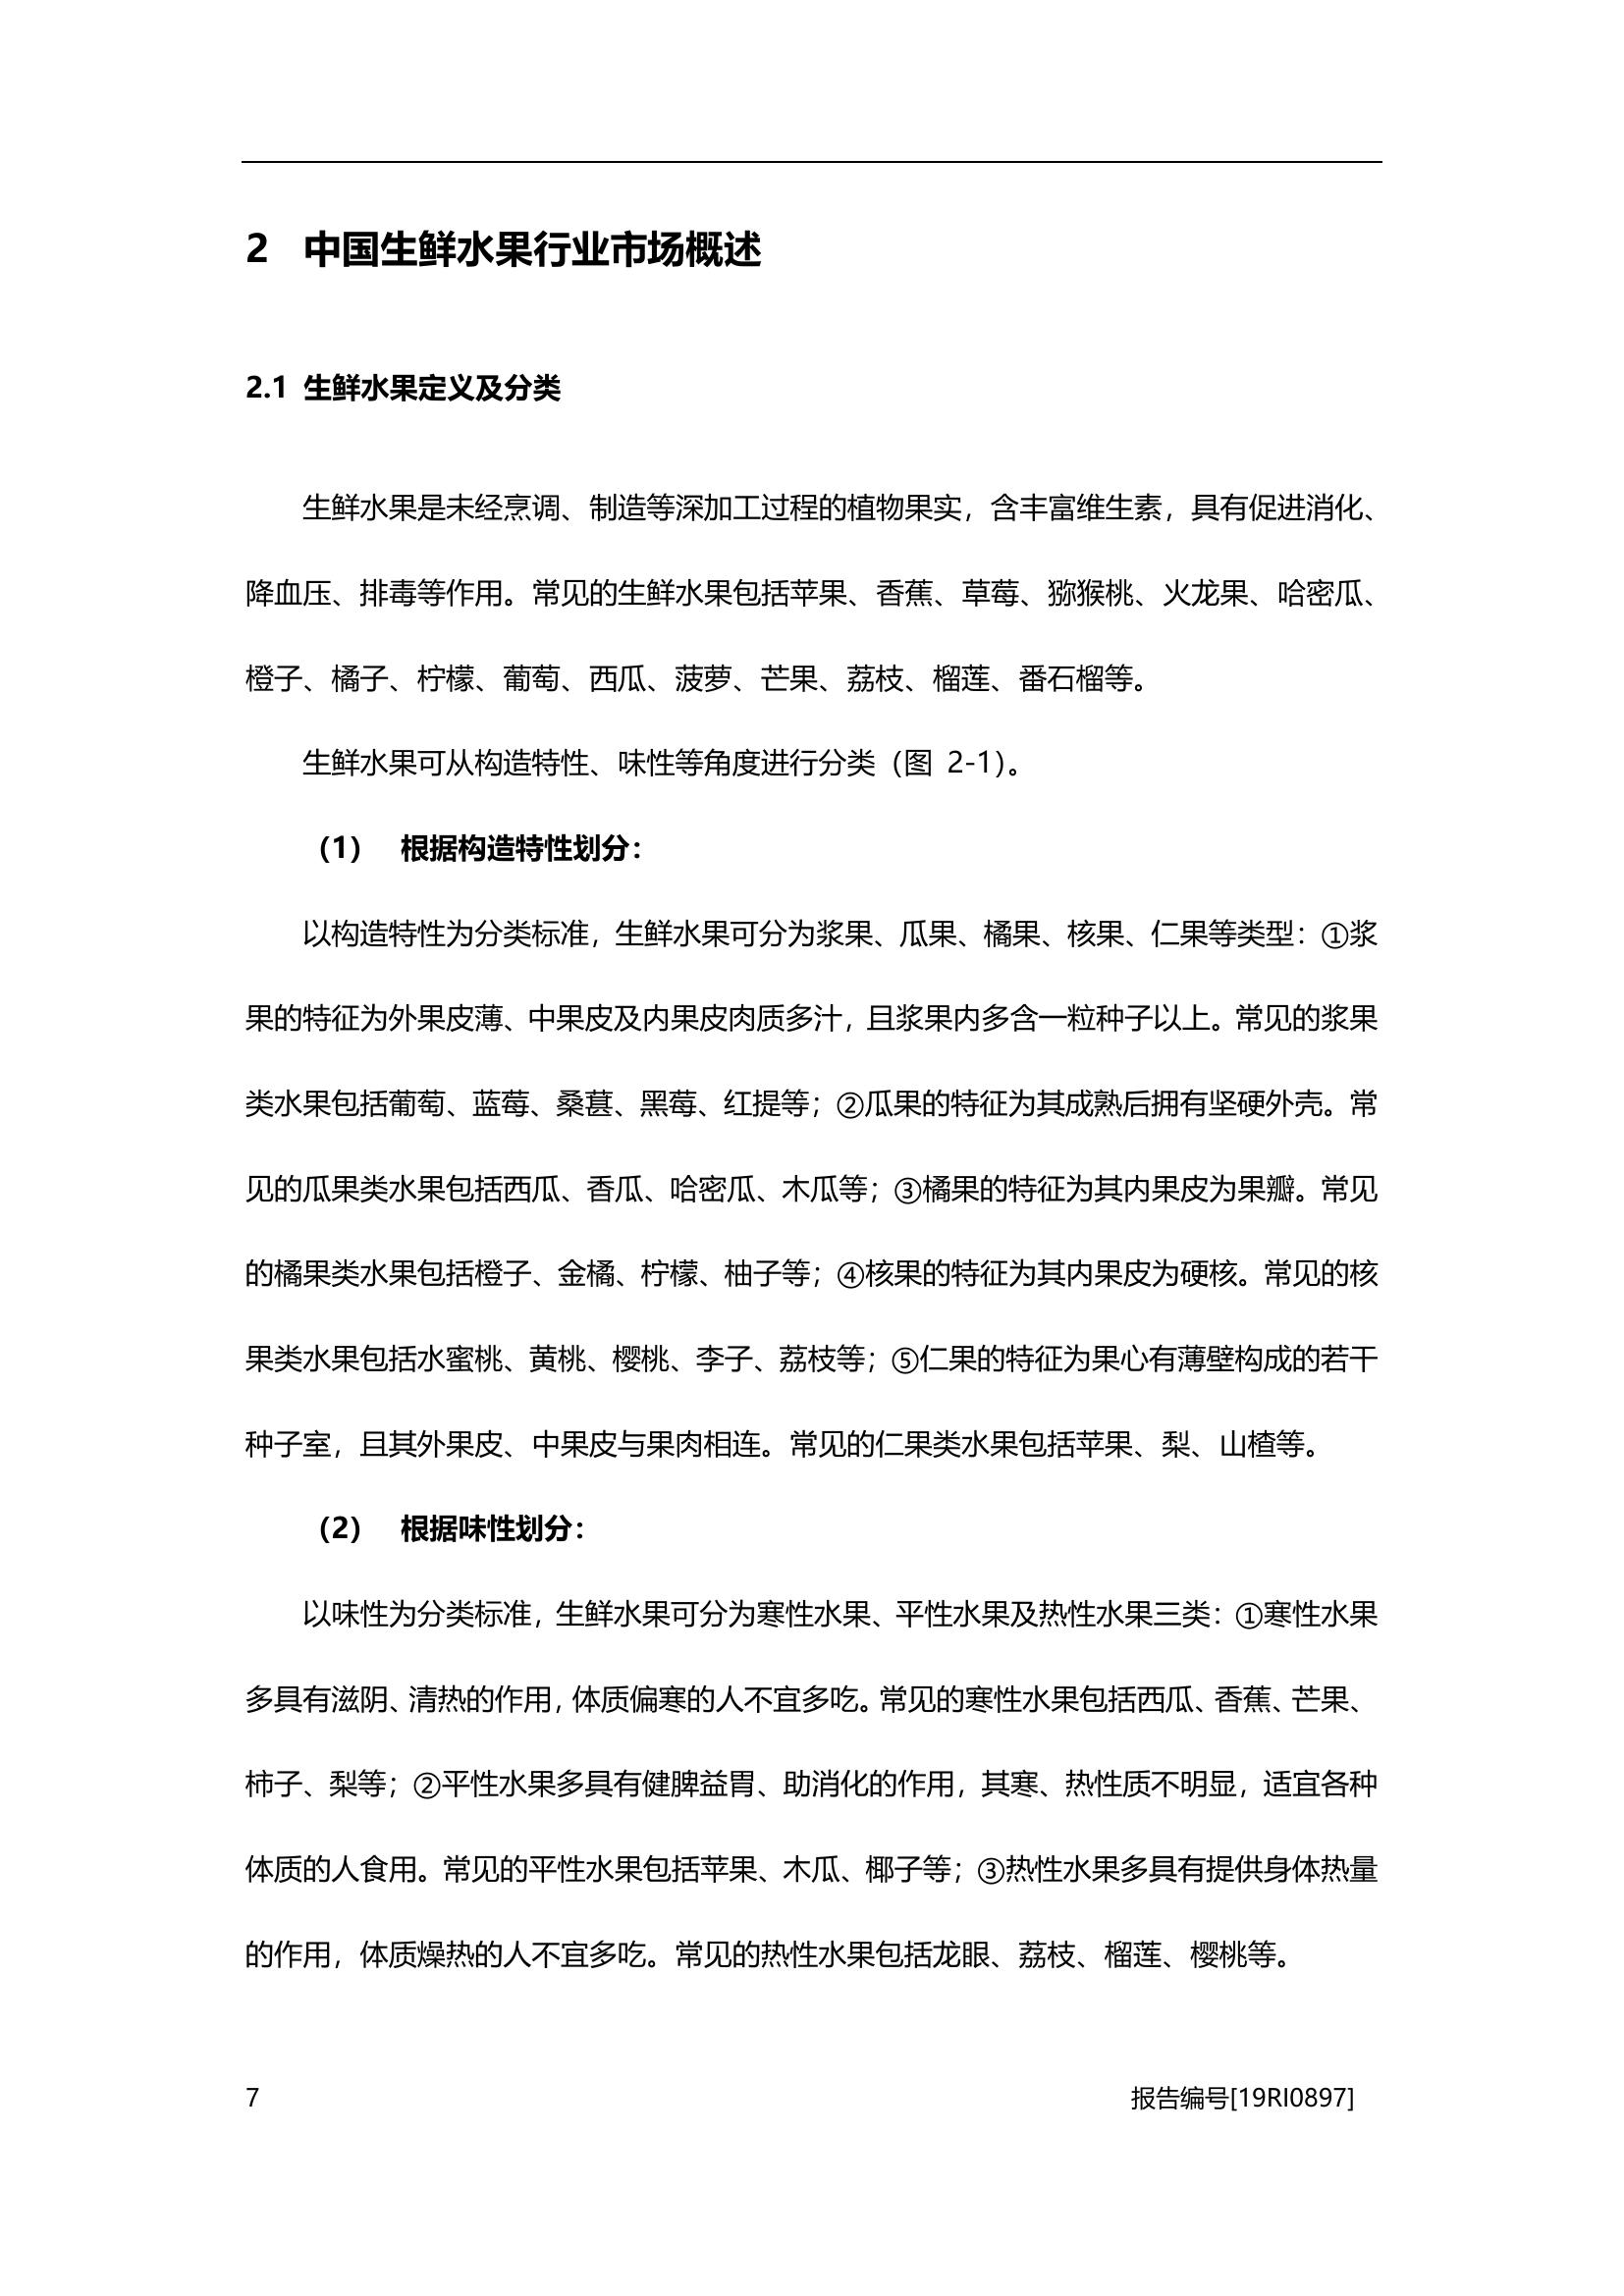 2 中国生鲜水果行业市场概述
2.1 生鲜水果定义及分类
生鲜水果是未经烹调、制造等深加工过程的植物果实，含丰富维生素，具有促进消化、
降血压、排毒等作用。常见的生鲜水果包括苹果、香蕉、草莓、猕猴桃、火龙果、哈密瓜、
橙子、橘子、柠檬、葡萄、西瓜、菠萝、芒果、荔枝、榴莲、番石榴等。
生鲜水果可从构造特性、味性等角度进行分类（图 2-1）。
（1） 根据构造特性划分：
以构造特性为分类标准，生鲜水果可分为浆果、瓜果、橘果、核果、仁果等类型：①浆
果的特征为外果皮薄、中果皮及内果皮肉质多汁，且浆果内多含一粒种子以上。常见的浆果
类水果包括葡萄、蓝莓、桑葚、黑莓、红提等；②瓜果的特征为其成熟后拥有坚硬外壳。常
见的瓜果类水果包括西瓜、香瓜、哈密瓜、木瓜等；③橘果的特征为其内果皮为果瓣。常见
的橘果类水果包括橙子、金橘、柠檬、柚子等；④核果的特征为其内果皮为硬核。常见的核
果类水果包括水蜜桃、黄桃、樱桃、李子、荔枝等；⑤仁果的特征为果心有薄壁构成的若干
种子室，且其外果皮、中果皮与果肉相连。常见的仁果类水果包括苹果、梨、山楂等。
（2） 根据味性划分：
以味性为分类标准，生鲜水果可分为寒性水果、平性水果及热性水果三类：①寒性水果
多具有滋阴、清热的作用，体质偏寒的人不宜多吃。常见的寒性水果包括西瓜、香蕉、芒果、
柿子、梨等；②平性水果多具有健脾益胃、助消化的作用，其寒、热性质不明显，适宜各种
体质的人食用。常见的平性水果包括苹果、木瓜、椰子等；③热性水果多具有提供身体热量
的作用，体质燥热的人不宜多吃。常见的热性水果包括龙眼、荔枝、榴莲、樱桃等。
7 报告编号[19RI0897]